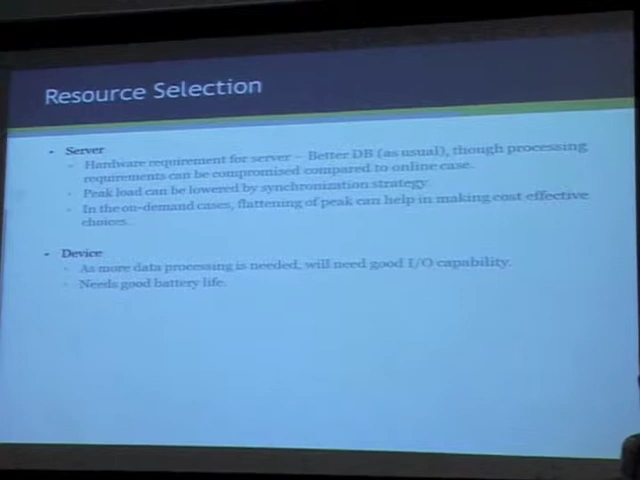 Resource Selection
• Server
Hardware requirement for server – Better DB (as usual), though processing
requirements can be compromised compared to online case.
Peak load can be lowered by synchronization strategy
In the on-demand cases, flattening of peak can help in making cost effective
choices.
• Device
As more data processing is needed, will need good I/O capability.
Needs good battery life.